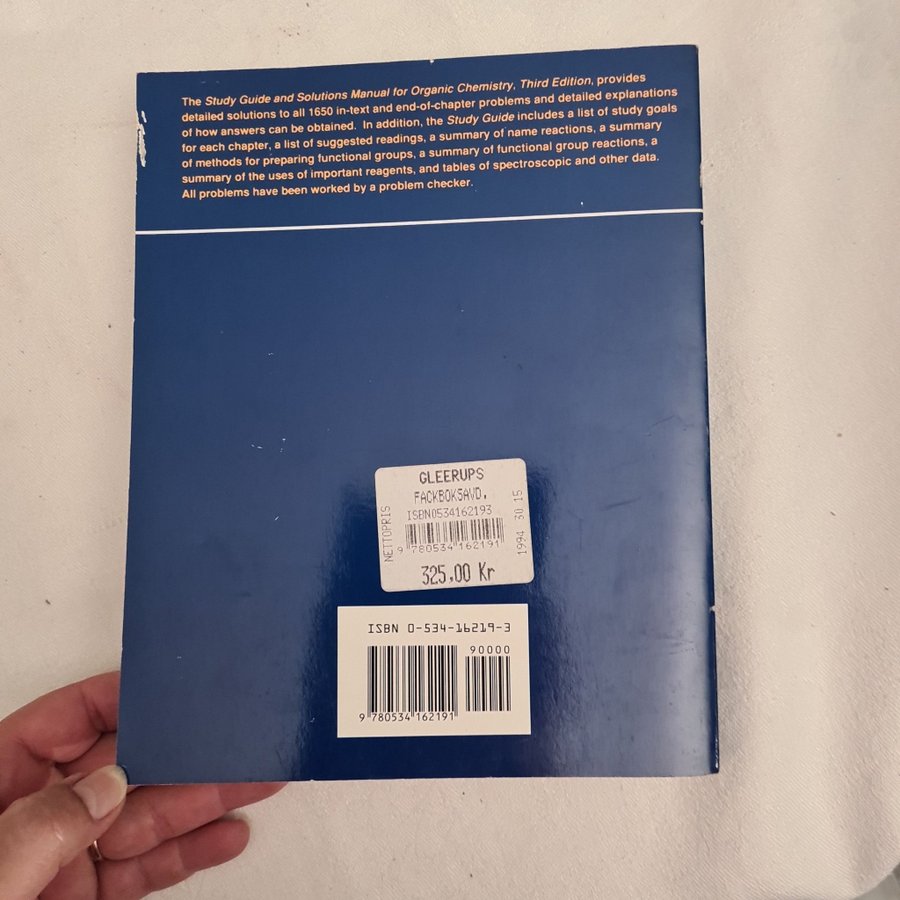 The Study Guide and Solutions Manual for Organic Chemistry, Third Edition, provides
detailed solutions to all 1650 in-text and end-of-chapter problems and detailed explanations
of how answers can be obtained. In addition, the Study Guide includes a list of study goals
for each chapter, a list of suggested readings, a summary of name reactions, a summary
of methods for preparing functional groups, a summary of functional group reactions, a
summary of the uses of important reagents, and tables of spectroscopic and other data.
All problems have been worked by a problem checker.
GLEERUPS
FACKBOKSAVD.
ISBN0534162193
NETTOPRIS
1994 30 15
9 780534 162191
325,00 Kr
ISBN 0-534-16219-3
90000
9 780534 162191